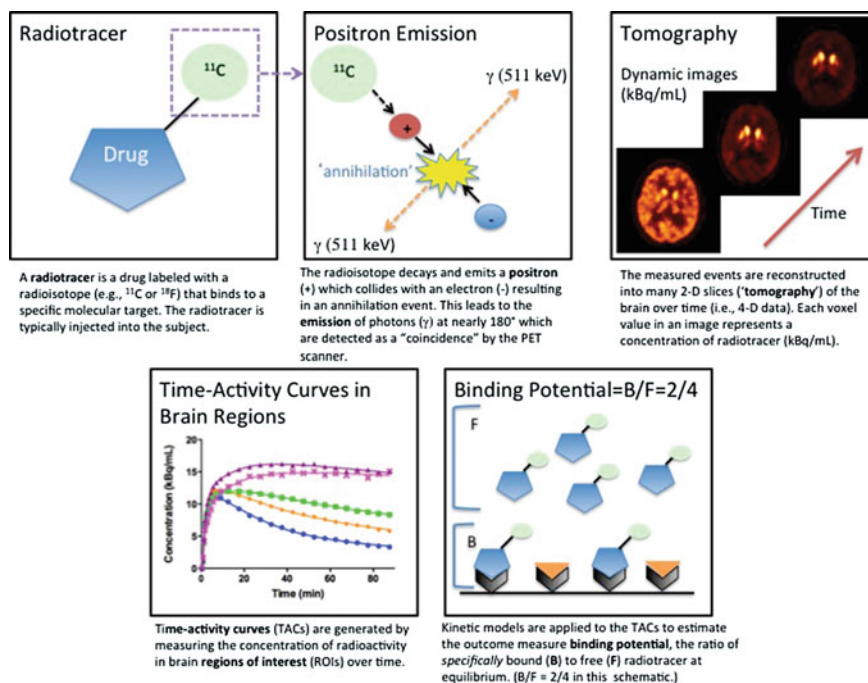 Radiotracer
¹¹C
Drug
A radiotracer is a drug labeled with a
radioisotope (e.g., ¹¹C or ¹⁸F) that binds to a
specific molecular target. The radiotracer is
typically injected into the subject.
Positron Emission
¹¹C
γ (511 keV)
+
'annihilation'
-
γ (511 keV)
The radioisotope decays and emits a positron
(+) which collides with an electron (-) resulting
in an annihilation event. This leads to the
emission of photons (γ) at nearly 180° which
are detected as a “coincidence” by the PET
scanner.
Tomography
Dynamic images
(kBq/mL)
Time
The measured events are reconstructed
into many 2-D slices (‘tomography’) of the
brain over time (i.e., 4-D data). Each voxel
value in an image represents a
concentration of radiotracer (kBq/mL).
Time-Activity Curves in
Brain Regions
Concentration (kBq/mL)
20
15
10
5
0
0 20 40 60 80
Time (min)
Time-activity curves (TACs) are generated by
measuring the concentration of radioactivity
in brain regions of interest (ROIs) over time.
Binding Potential=B/F=2/4
F
B
Kinetic models are applied to the TACs to estimate
the outcome measure binding potential, the ratio of
specifically bound (B) to free (F) radiotracer at
equilibrium. (B/F = 2/4 in this schematic.)